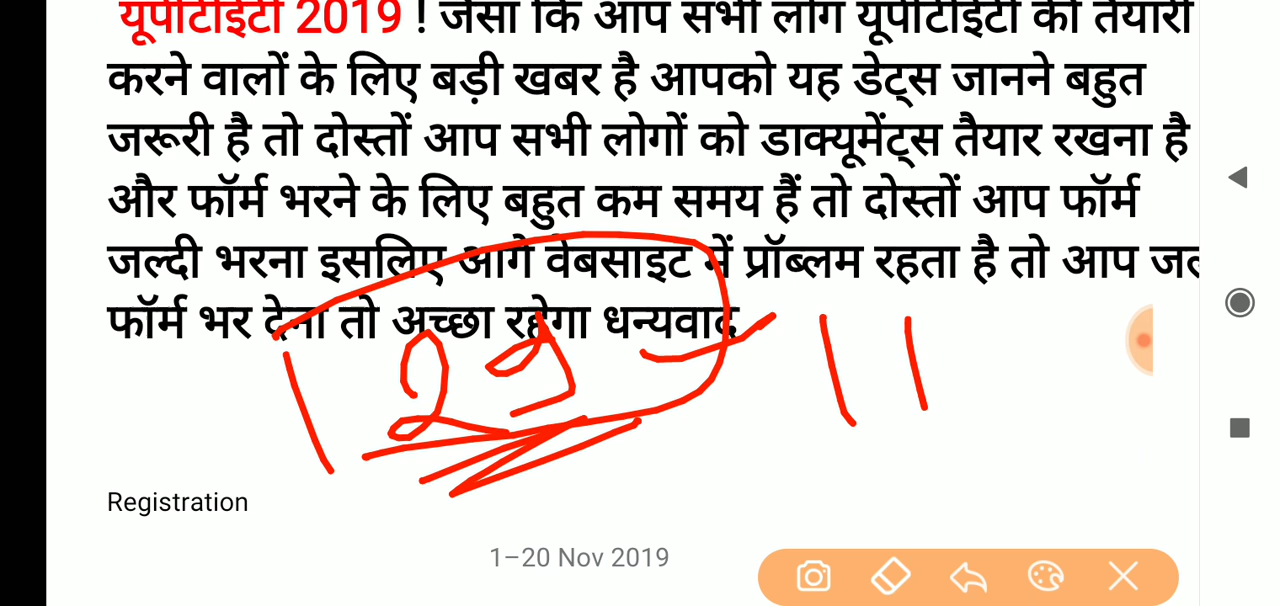 यूपीटीईटी 2019 ! जैसा कि आप सभी लोग यूपीटीईटी की तैयारी
करने वालों के लिए बड़ी खबर है आपको यह डेट्स जानने बहुत
जरूरी है तो दोस्तों आप सभी लोगों को डाक्यूमेंट्स तैयार रखना है
और फॉर्म भरने के लिए बहुत कम समय हैं तो दोस्तों आप फॉर्म
जल्दी भरना इसलिए आगे वेबसाइट में प्रॉब्लम रहता है तो आप
फॉर्म भर देना तो अच्छा रहेगा धन्यवाद
11
Registration
1–20 Nov 2019